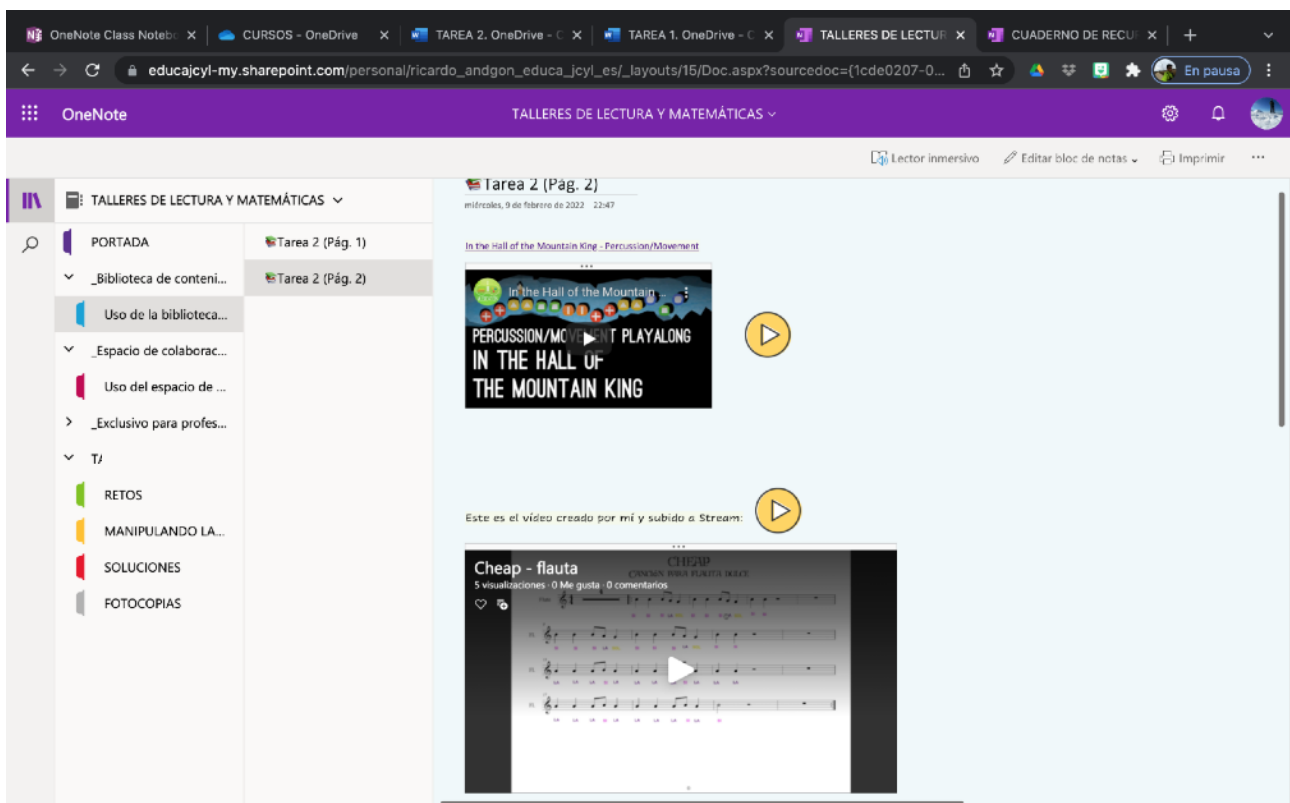 OneNote Class Notebo
CURSOS - OneDrive
TAREA 2. OneDrive - C
TAREA 1. OneDrive - C
TALLERES DE LECTUR
CUADERNO DE RECU
educajcyl-my.sharepoint.com/personal/ricardo_andgon_educa_jcyl_es/_layouts/15/Doc.aspx?sourcedoc={1cde0207-0...
En pausa
OneNote
TALLERES DE LECTURA Y MATEMÁTICAS
Lector inmersivo
Editar bloc de notas
Imprimir
TALLERES DE LECTURA Y MATEMÁTICAS
PORTADA
_Biblioteca de conteni...
Uso de la biblioteca...
_Espacio de colaborac...
Uso del espacio de ...
_Exclusivo para profes...
RETOS
MANIPULANDO LA...
SOLUCIONES
FOTOCOPIAS
Tarea 2 (Pág. 1)
Tarea 2 (Pág. 2)
Tarea 2 (Pág. 2)
miércoles, 9 de febrero de 2022 22:47
In the Hall of the Mountain King - Percussion/Movement
In the Hall of the Mountain ...
PERCUSSION/MOVEMENT PLAYALONG
IN THE HALL OF
THE MOUNTAIN KING
Este es el vídeo creado por mí y subido a Stream:
Cheap - flauta
5 visualizaciones · 0 Me gusta · 0 comentarios
CHEAP
CANCIÓN PARA FLAUTA DULCE